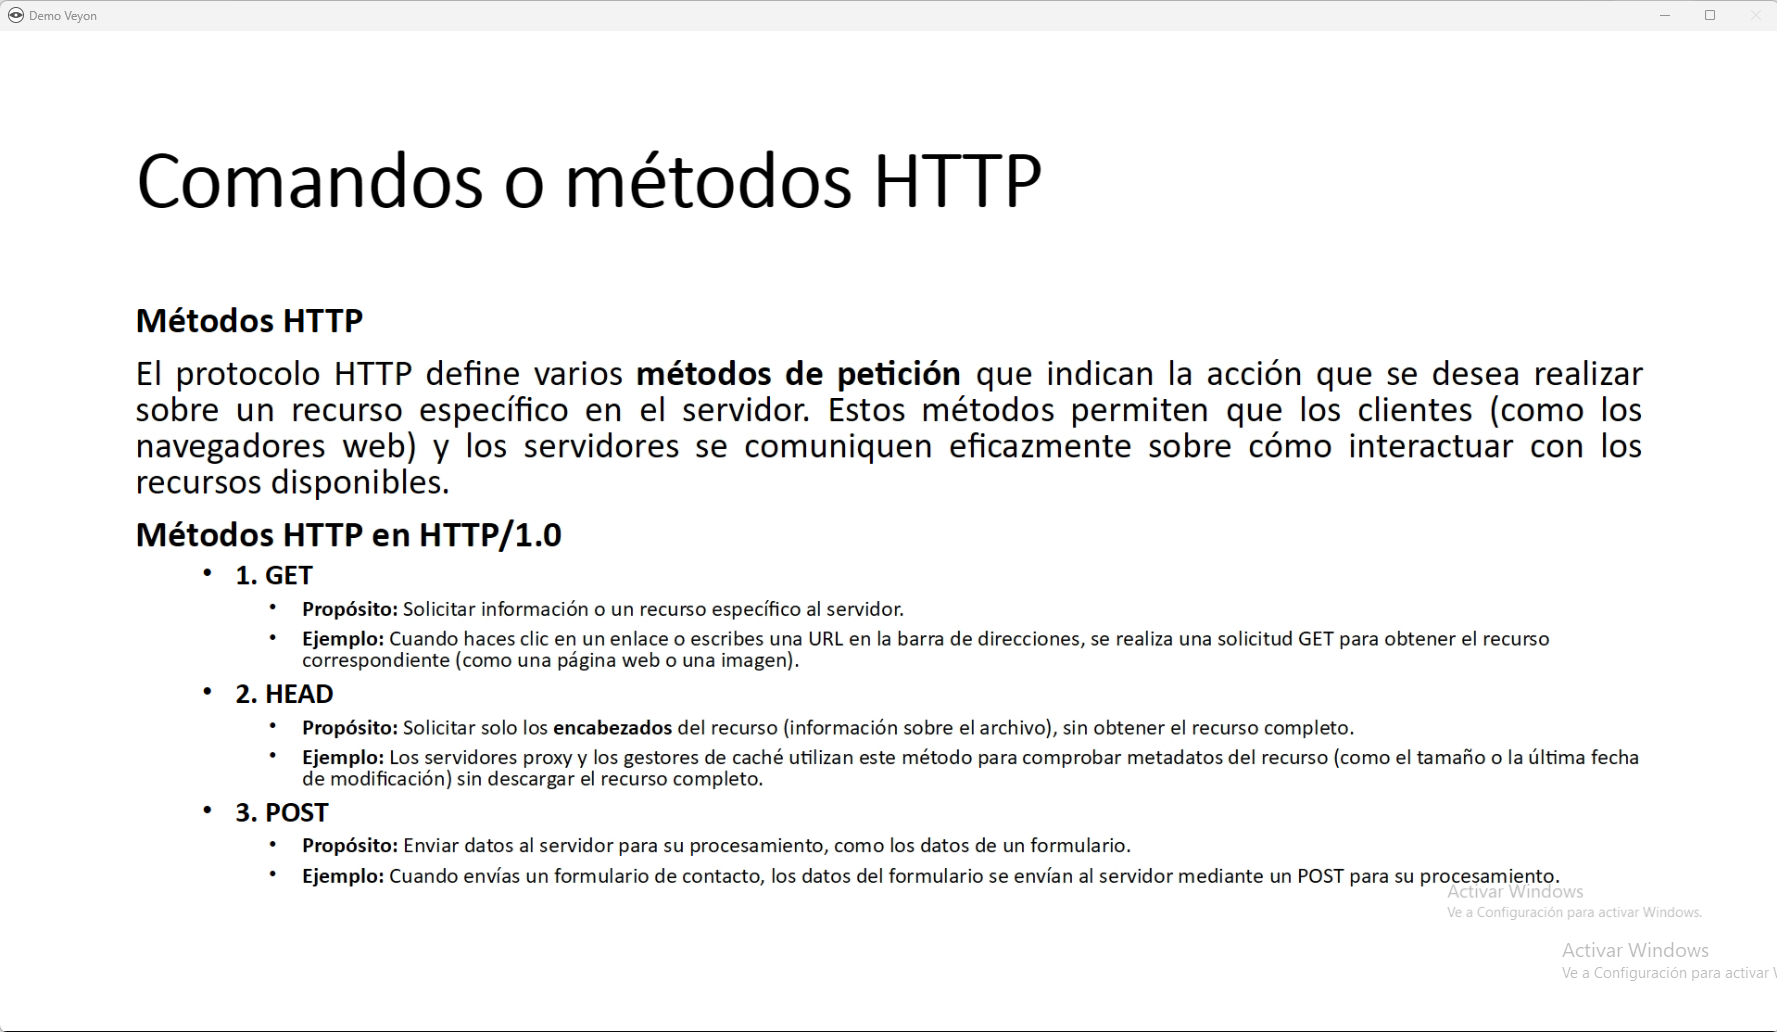 Demo Veyon
Comandos o métodos HTTP
Métodos HTTP
El protocolo HTTP define varios métodos de petición que indican la acción que se desea realizar
sobre un recurso específico en el servidor. Estos métodos permiten que los clientes (como los
navegadores web) y los servidores se comuniquen eficazmente sobre cómo interactuar con los
recursos disponibles.
Métodos HTTP en HTTP/1.0
• 1. GET
• Propósito: Solicitar información o un recurso específico al servidor.
• Ejemplo: Cuando haces clic en un enlace o escribes una URL en la barra de direcciones, se realiza una solicitud GET para obtener el recurso
correspondiente (como una página web o una imagen).
• 2. HEAD
• Propósito: Solicitar solo los encabezados del recurso (información sobre el archivo), sin obtener el recurso completo.
• Ejemplo: Los servidores proxy y los gestores de caché utilizan este método para comprobar metadatos del recurso (como el tamaño o la última fecha
de modificación) sin descargar el recurso completo.
• 3. POST
• Propósito: Enviar datos al servidor para su procesamiento, como los datos de un formulario.
• Ejemplo: Cuando envías un formulario de contacto, los datos del formulario se envían al servidor mediante un POST para su procesamiento.
Activar Windows
Ve a Configuración para activar Windows.
Activar Windows
Ve a Configuración para activar